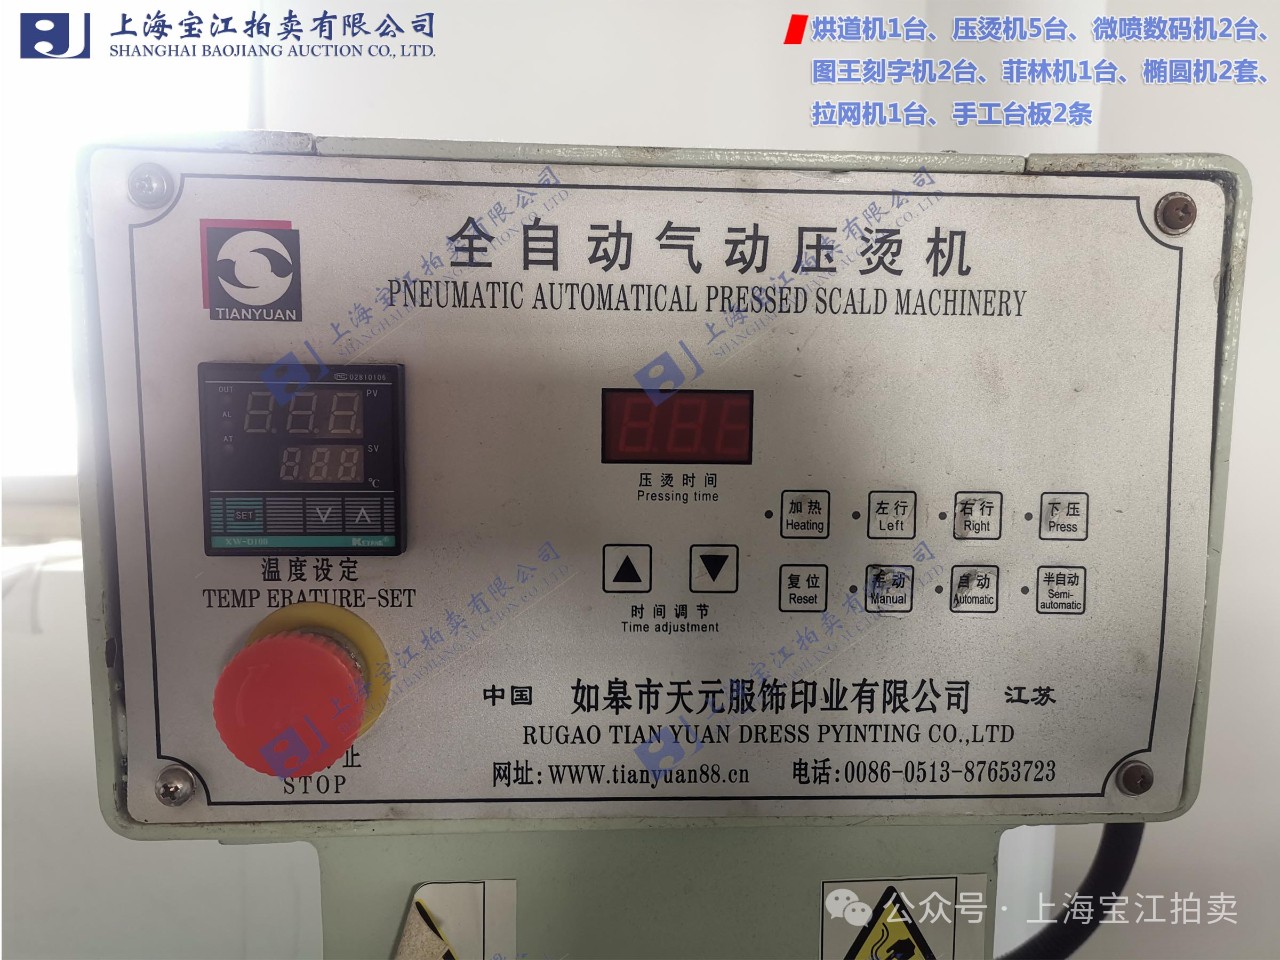 上海宝江拍卖有限公司
SHANGHAI BAOJIANG AUCTION CO., LTD.
烘道机1台、压烫机5台、微喷数码机2台、
图王刻字机2台、菲林机1台、椭圆机2套、
拉网机1台、手工台板2条
TIANYUAN
全自动气动压烫机
PNEUMATIC AUTOMATICAL PRESSED SCALD MACHINERY
02810106
OUT
PV
AL
AT
SV
℃
SET
XW-D100
温度设定
TEMP ERATURE-SET
压烫时间
Pressing time
时间调节
Time adjustment
加热
Heating
左行
Left
右行
Right
下压
Press
复位
Reset
手动
Manual
自动
Automatic
半自动
Semi-
automatic
止
STOP
中国 如皋市天元服饰印业有限公司 江苏
RUGAO TIAN YUAN DRESS PYINTING CO.,LTD
网址:WWW.tianyuan88.cn 电话:0086-0513-87653723
公众号·上海宝江拍卖